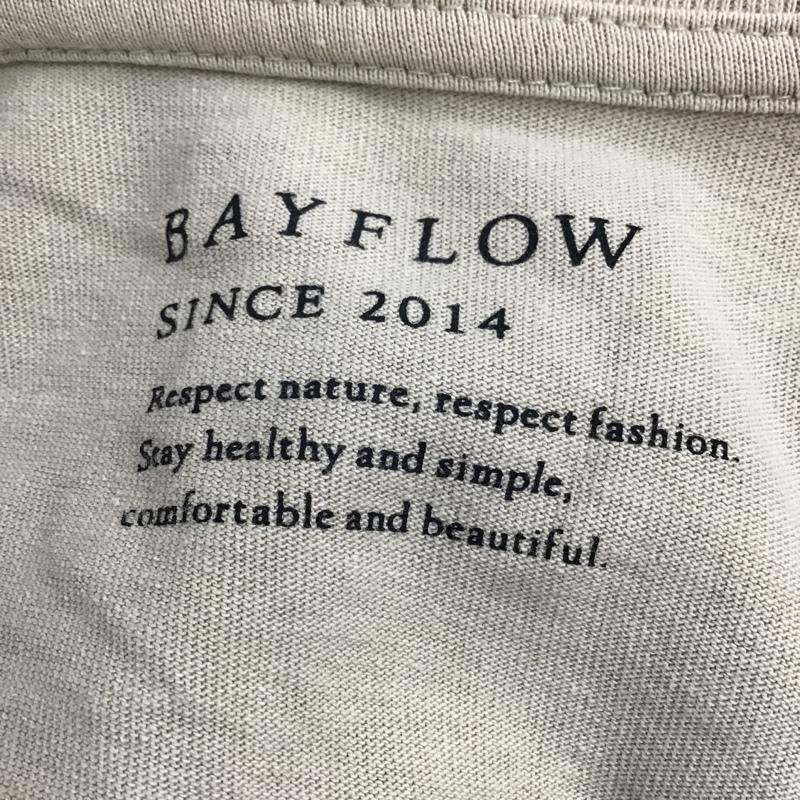 BAYFLOW
SINCE 2014
Respect nature, respect fashion.
Stay healthy and simple,
comfortable and beautiful.